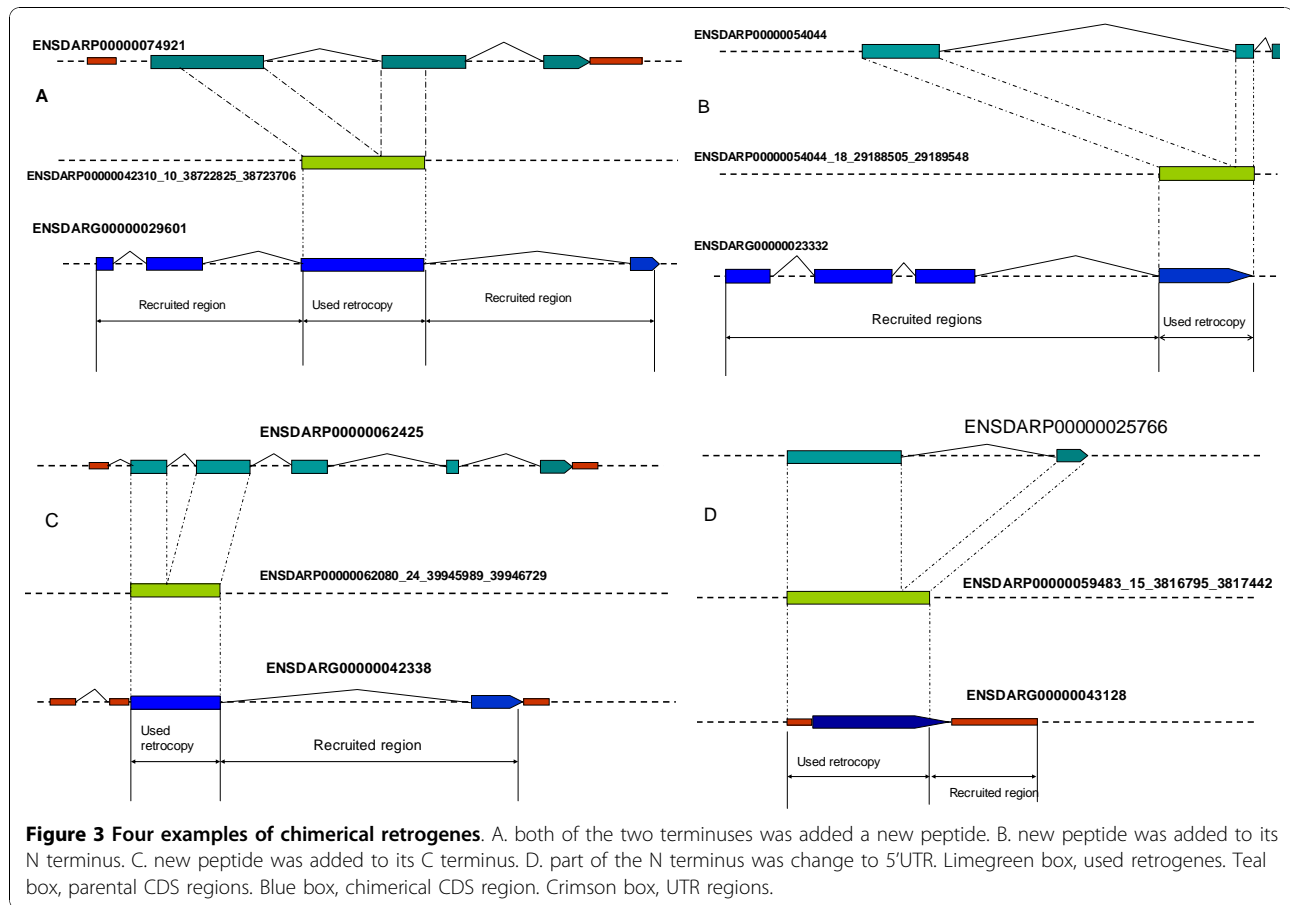 ENSDARP00000074921
A
ENSDARP00000042310_10_38722825_38723706
ENSDARG00000029601
Recruited region
Used retrocopy
Recruited region
ENSDARP00000054044
B
ENSDARP00000054044_18_29188505_29189548
ENSDARG00000023332
Recruited regions
Used retrocopy
ENSDARP00000062425
C
ENSDARP00000062080_24_39945989_39946729
ENSDARG00000042338
Used
retrocopy
Recruited region
ENSDARP00000025766
D
ENSDARP00000059483_15_3816795_3817442
ENSDARG00000043128
Used retrocopy
Recruited region
Figure 3 Four examples of chimerical retrogenes. A. both of the two terminuses was added a new peptide. B. new peptide was added to its
N terminus. C. new peptide was added to its C terminus. D. part of the N terminus was change to 5’UTR. Limegreen box, used retrogenes. Teal
box, parental CDS regions. Blue box, chimerical CDS region. Crimson box, UTR regions.